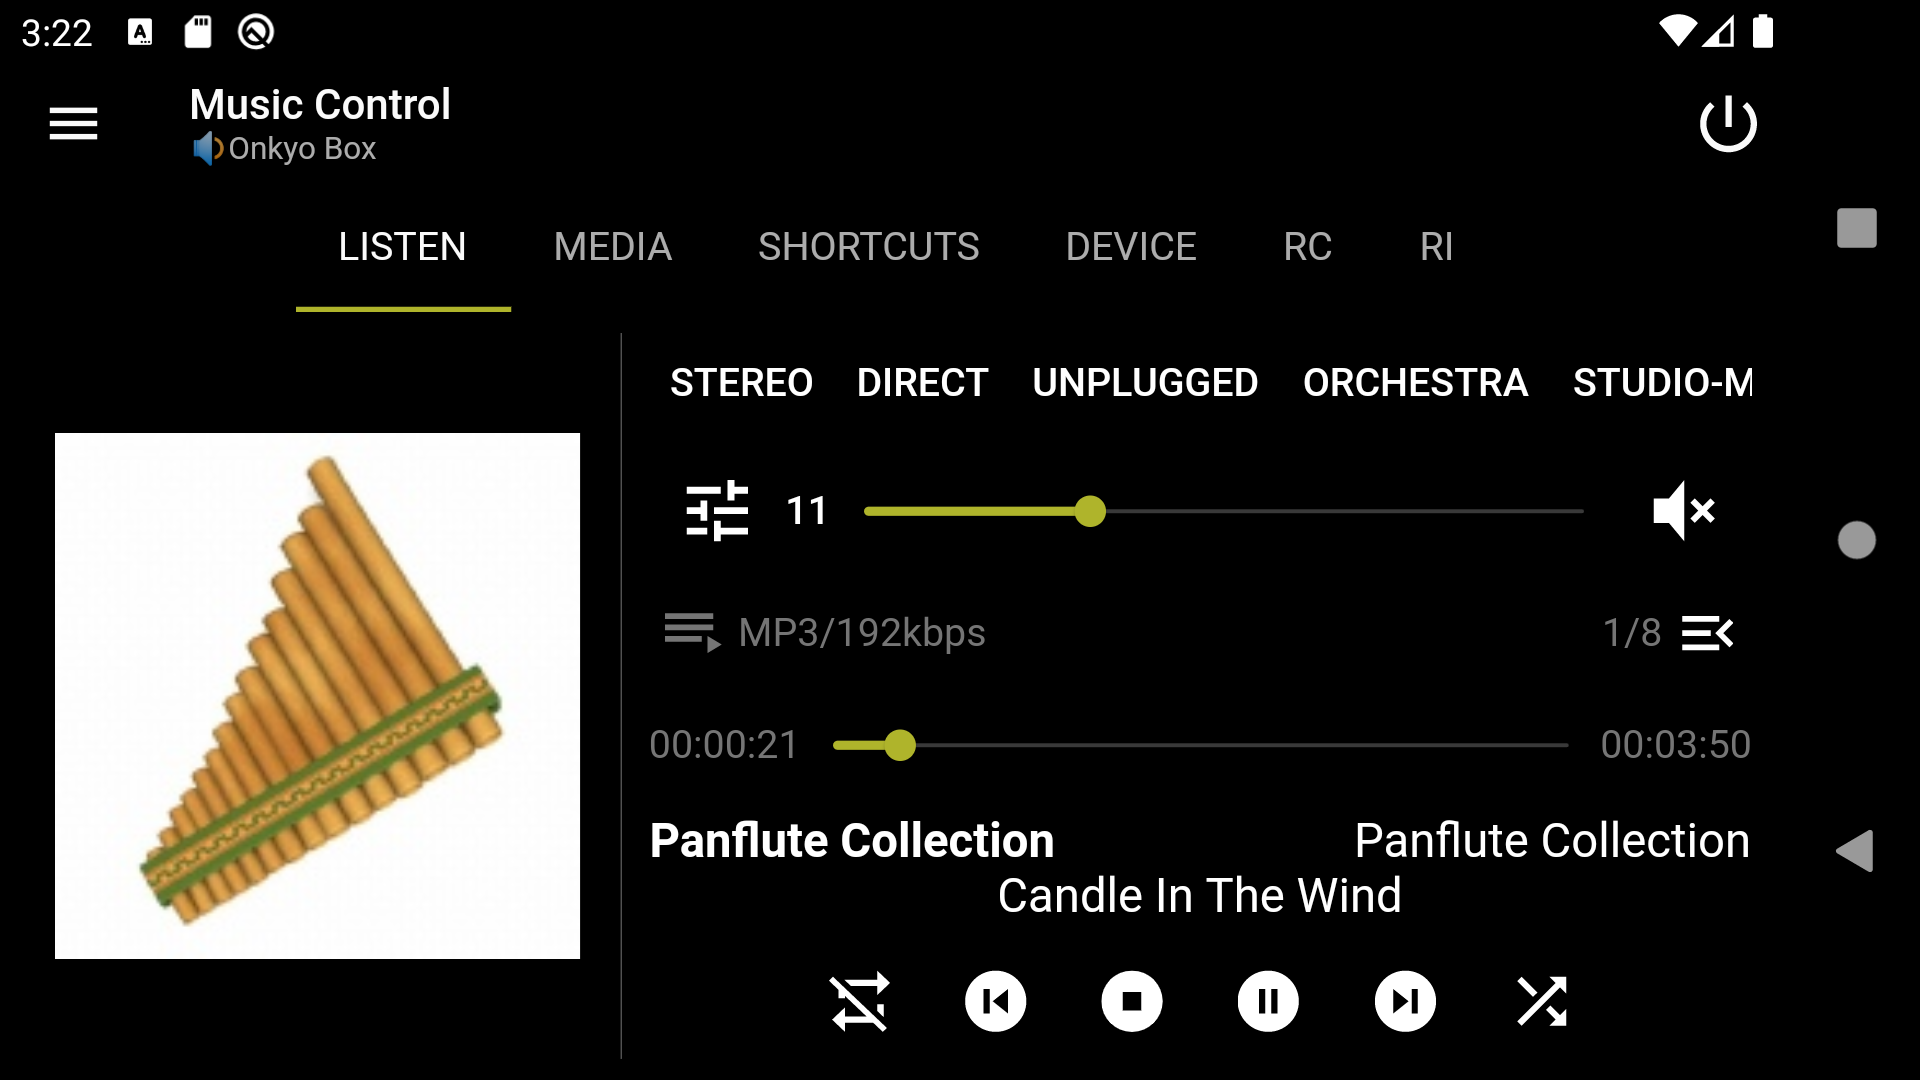 3:22
Music Control
Onkyo Box
LISTEN MEDIA SHORTCUTS DEVICE RC RI
STEREO DIRECT UNPLUGGED ORCHESTRA STUDIO-M
11
MP3/192kbps 1/8
00:00:21 00:03:50
Panflute Collection Panflute Collection
Candle In The Wind